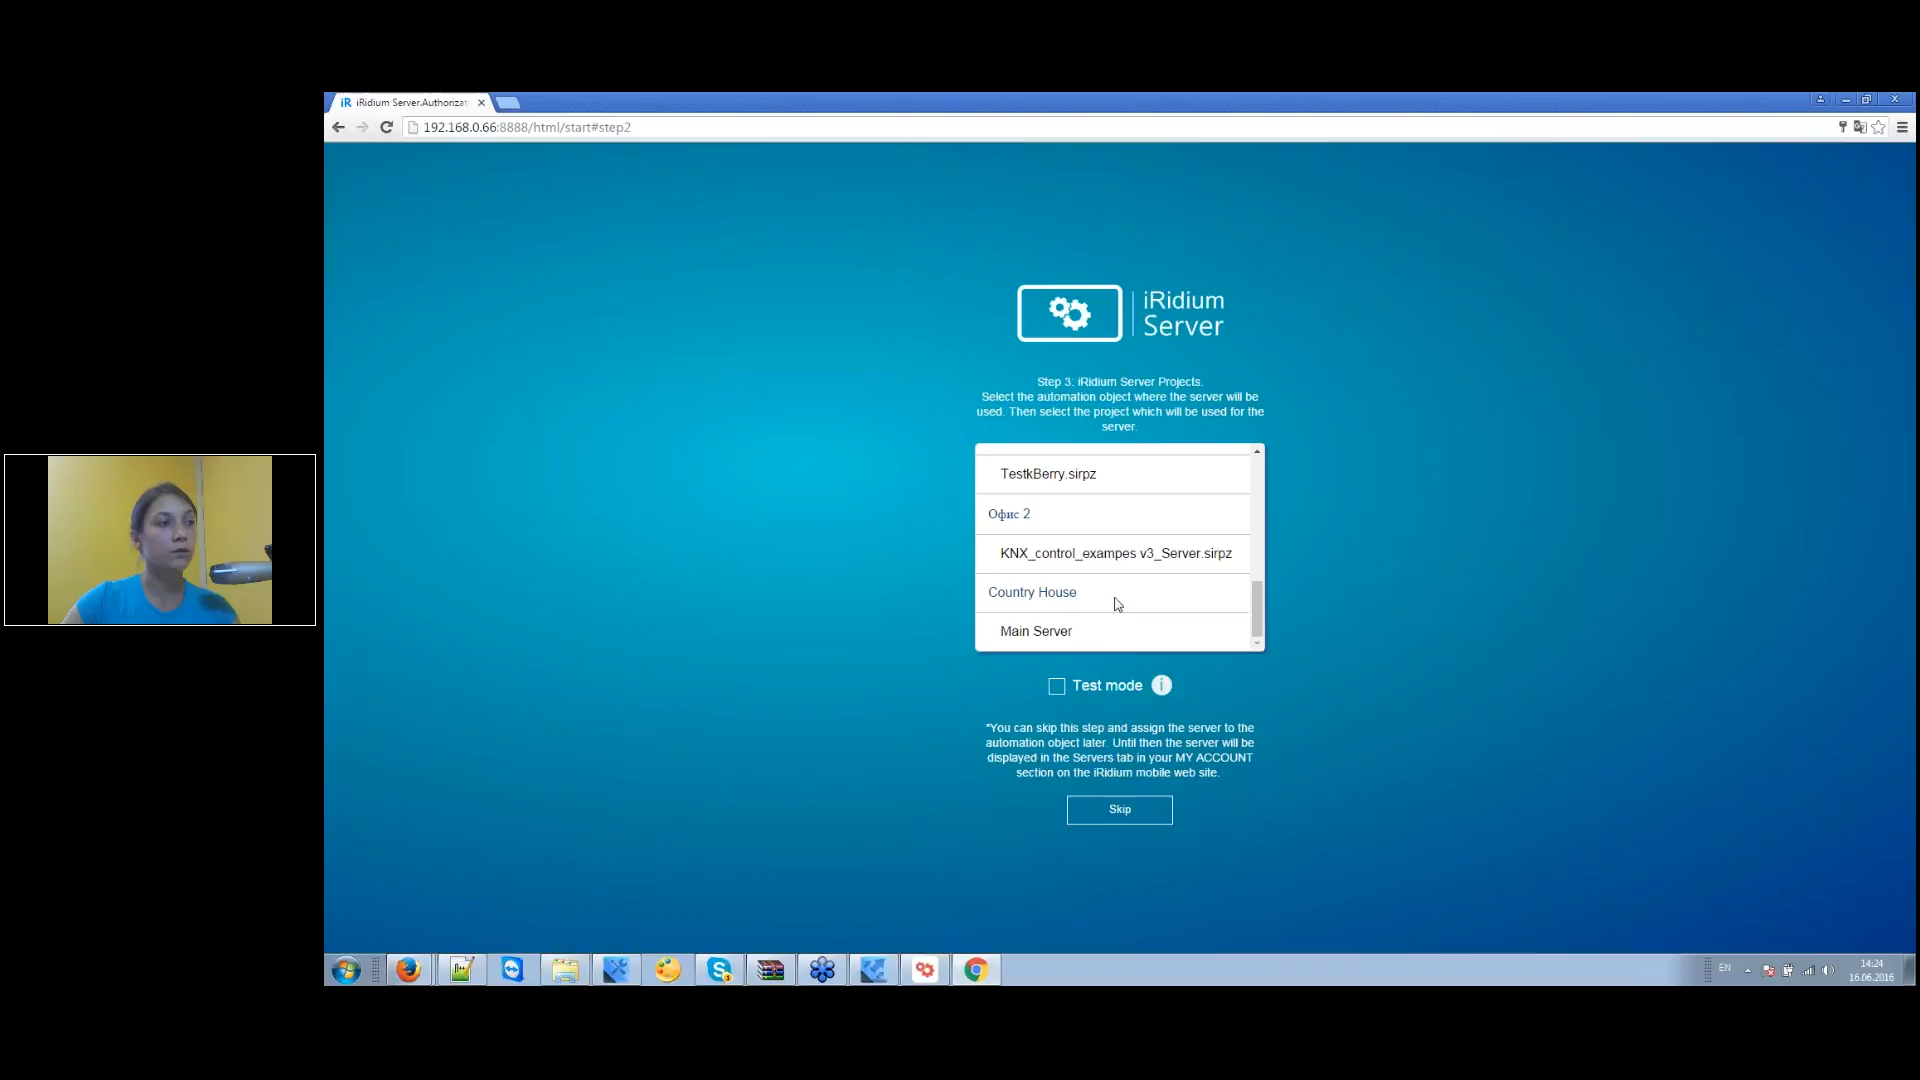 iR iRidium Server.Authorizat
192.168.0.66:8888/html/start#step2
iRidium
Server
Step 3: iRidium Server Projects.
Select the automation object where the server will be
used. Then select the project which will be used for the
server.
TestkBerry.sirpz
Офис 2
KNX_control_exampes v3_Server.sirpz
Country House
Main Server
Test mode i
*You can skip this step and assign the server to the
automation object later. Until then the server will be
displayed in the Servers tab in your MY ACCOUNT
section on the iRidium mobile web site.
Skip
EN
14:24
16.06.2016